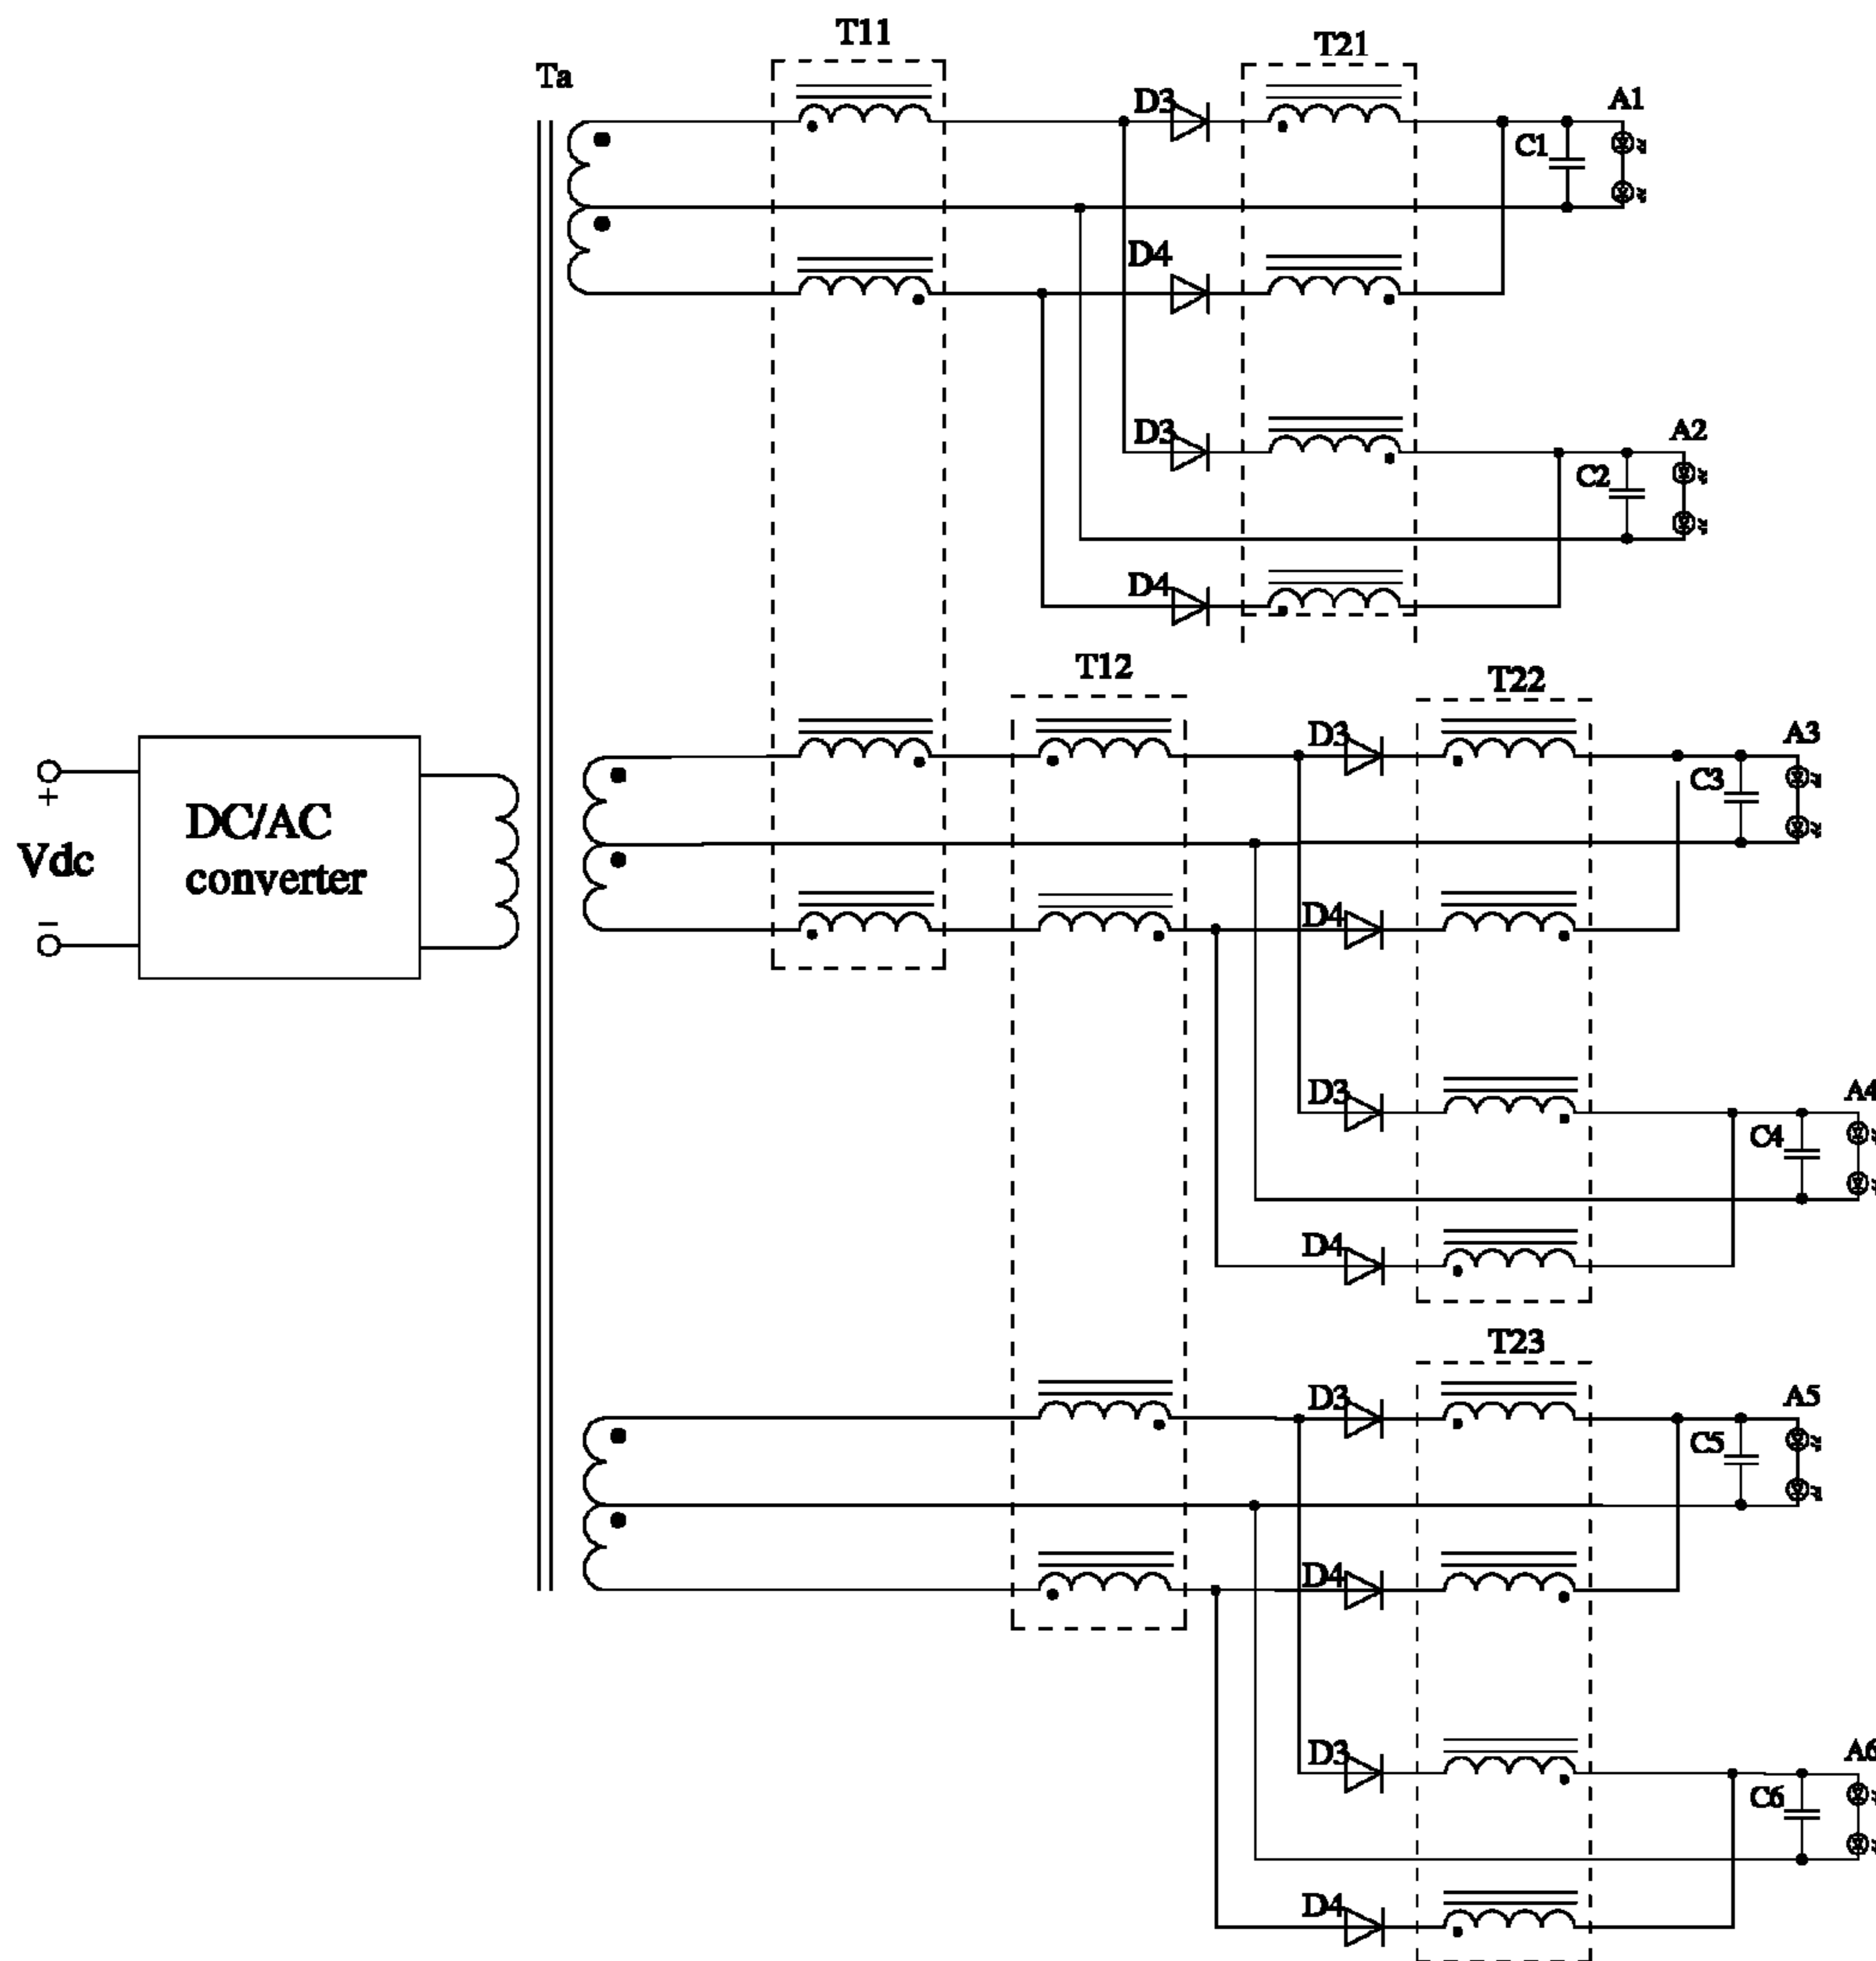 T11
T21
Ta
D3
A1
C1
D4
D3
A2
C2
D4
T12
T22
D3
A3
C3
+
Vdc
−
DC/AC
converter
D4
D3
A4
C4
D4
T23
D3
A5
C5
D4
D3
A6
C6
D4